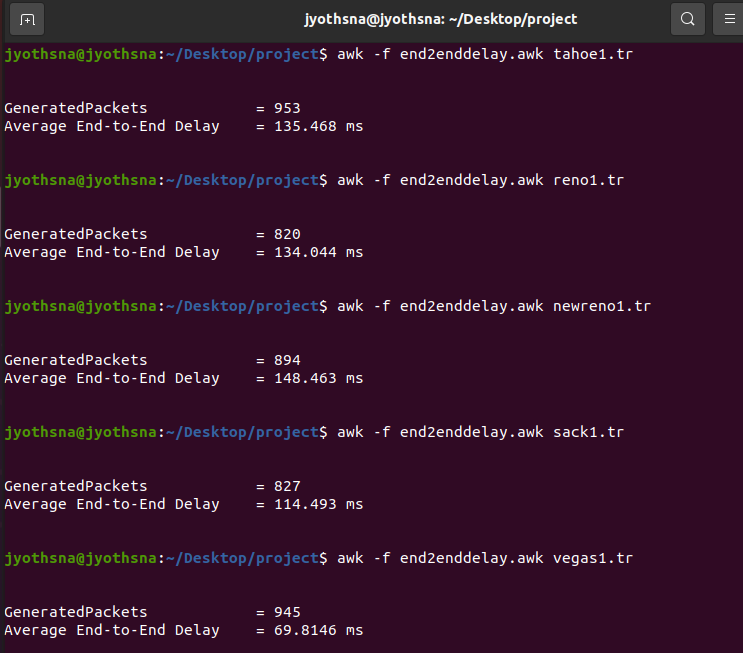 jyothsna@jyothsna: ~/Desktop/project
jyothsna@jyothsna:~/Desktop/project$ awk -f end2enddelay.awk tahoe1.tr
GeneratedPackets = 953
Average End-to-End Delay = 135.468 ms
jyothsna@jyothsna:~/Desktop/project$ awk -f end2enddelay.awk reno1.tr
GeneratedPackets = 820
Average End-to-End Delay = 134.044 ms
jyothsna@jyothsna:~/Desktop/project$ awk -f end2enddelay.awk newreno1.tr
GeneratedPackets = 894
Average End-to-End Delay = 148.463 ms
jyothsna@jyothsna:~/Desktop/project$ awk -f end2enddelay.awk sack1.tr
GeneratedPackets = 827
Average End-to-End Delay = 114.493 ms
jyothsna@jyothsna:~/Desktop/project$ awk -f end2enddelay.awk vegas1.tr
GeneratedPackets = 945
Average End-to-End Delay = 69.8146 ms